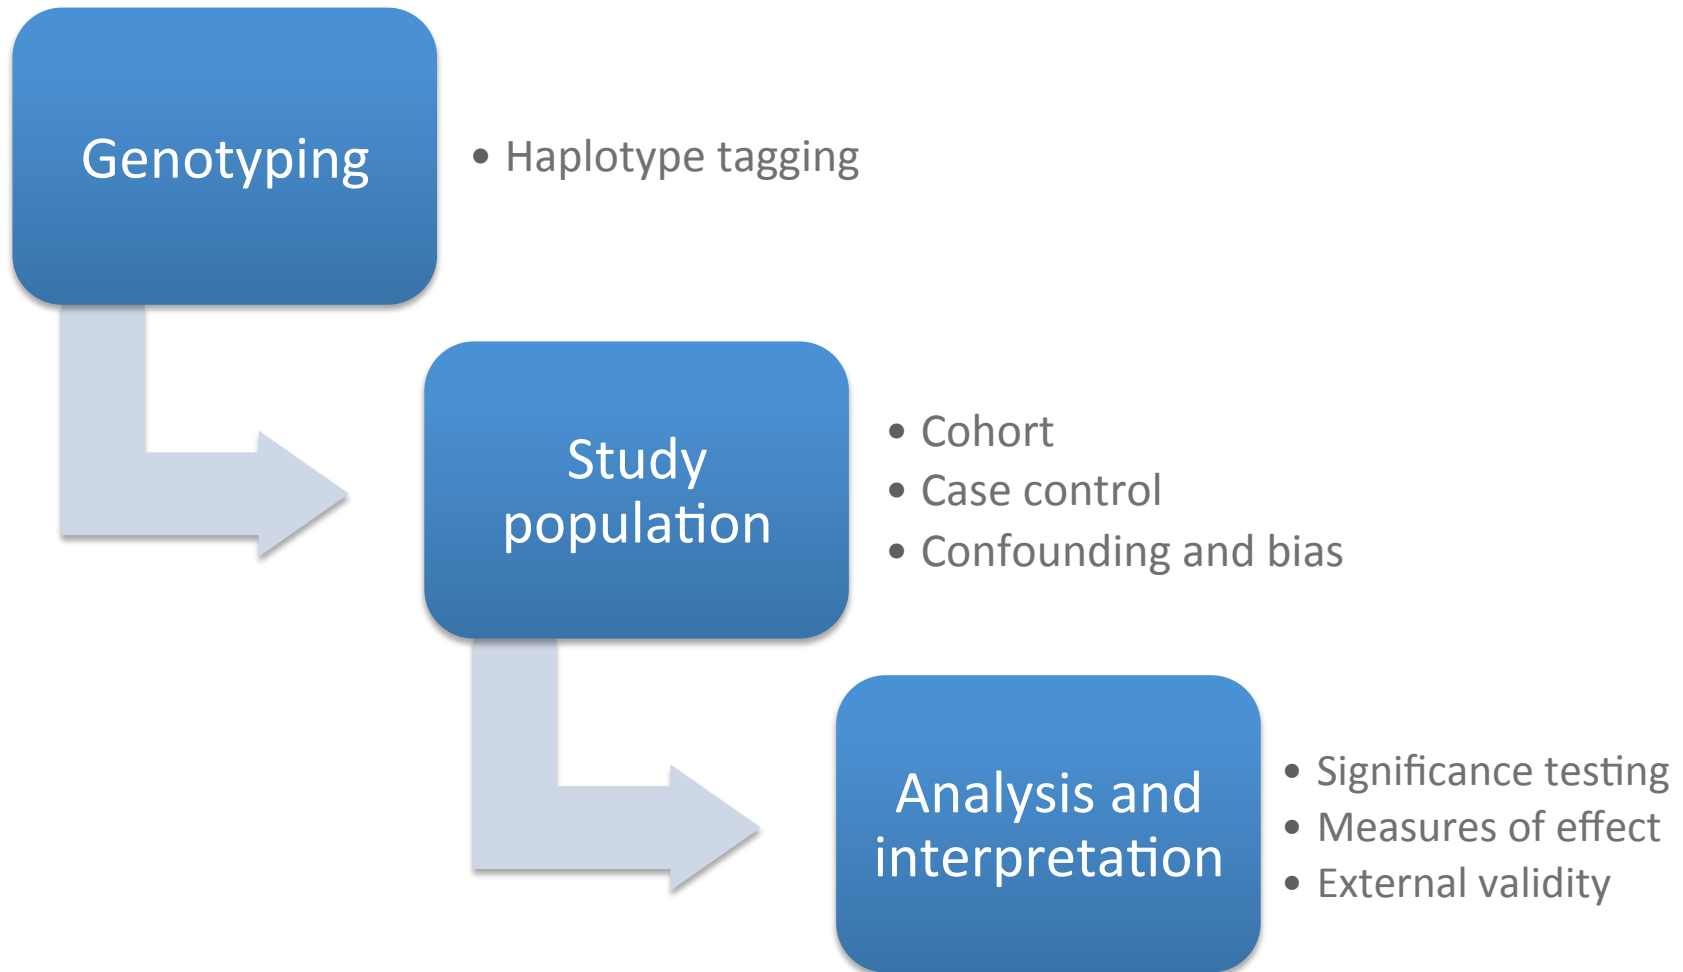 Genotyping
• Haplotype tagging
Study
population
• Cohort
• Case control
• Confounding and bias
Analysis and
interpretation
• Significance testing
• Measures of effect
• External validity